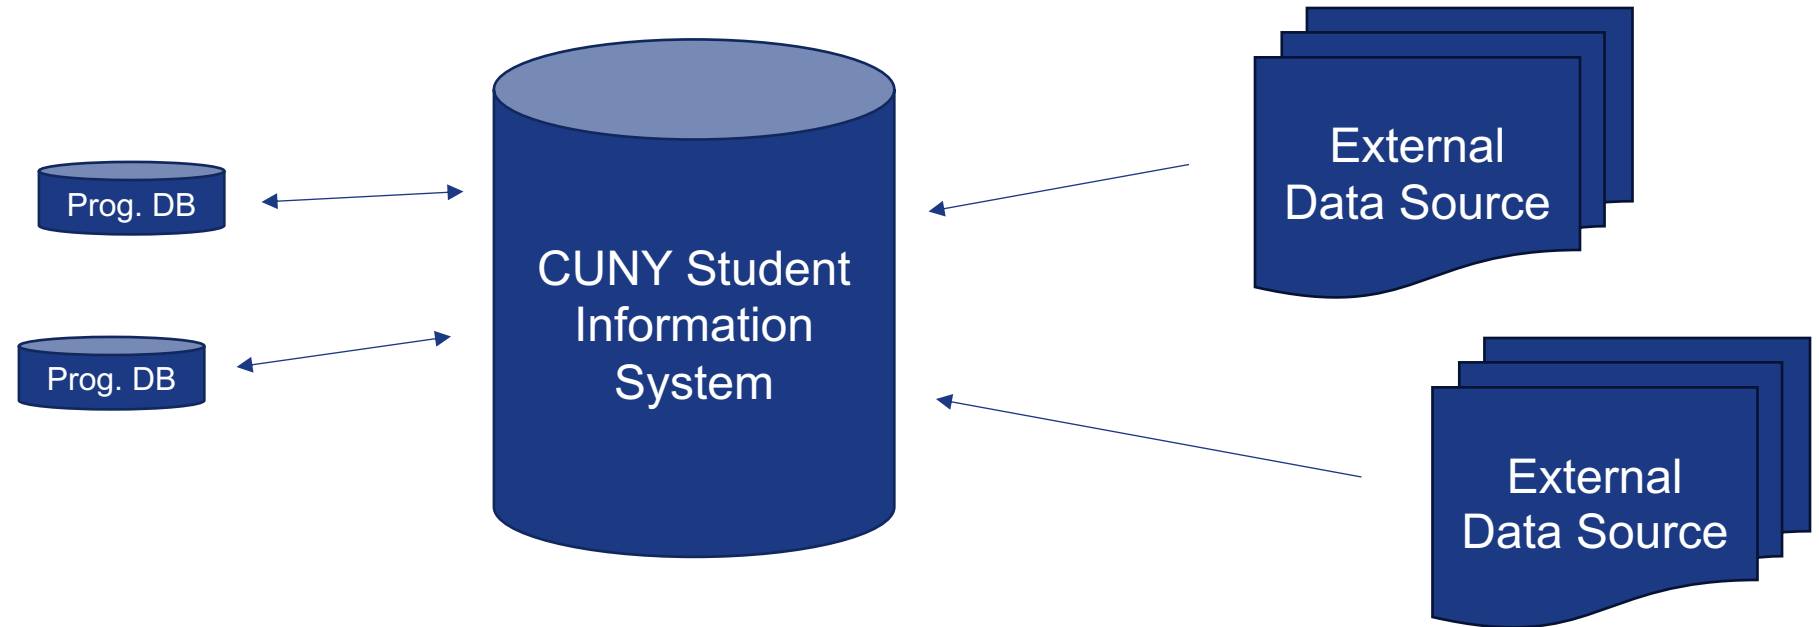 Prog. DB
Prog. DB
CUNY Student
Information
System
External
Data Source
External
Data Source